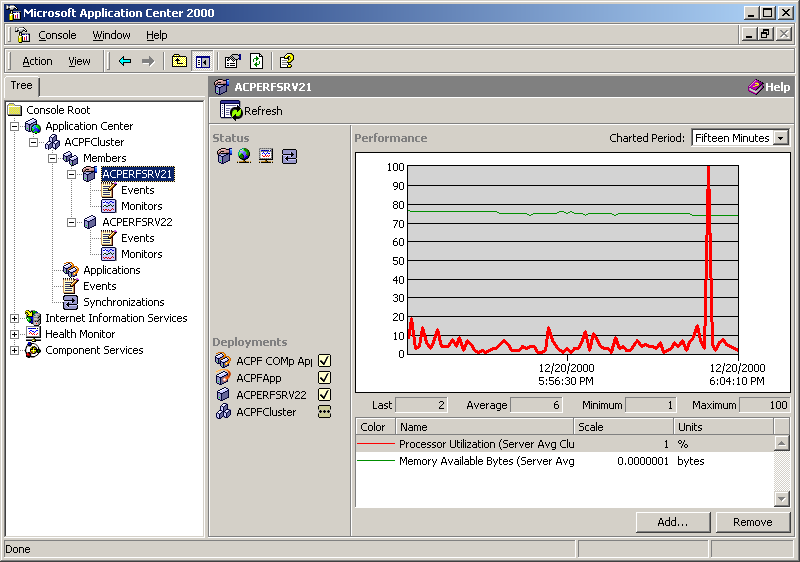 Microsoft Application Center 2000
Console Window Help
Action View
Tree
ACPERFSRV21
Help
Refresh
Console Root
Application Center
ACPFCluster
Members
ACPERFSRV21
Events
Monitors
ACPERFSRV22
Events
Monitors
Applications
Events
Synchronizations
Internet Information Services
Health Monitor
Component Services
Status
Deployments
ACPF COMp App
ACPFApp
ACPERFSRV22
ACPFCluster
Performance
Charted Period: Fifteen Minutes
100
90
80
70
60
50
40
30
20
10
0
12/20/2000 12/20/2000
5:56:30 PM 6:04:10 PM
Last 2 Average 6 Minimum 1 Maximum 100
Color Name Scale Units
Processor Utilization (Server Avg Clu 1 %
Memory Available Bytes (Server Avg 0.0000001 bytes
Add... Remove
Done